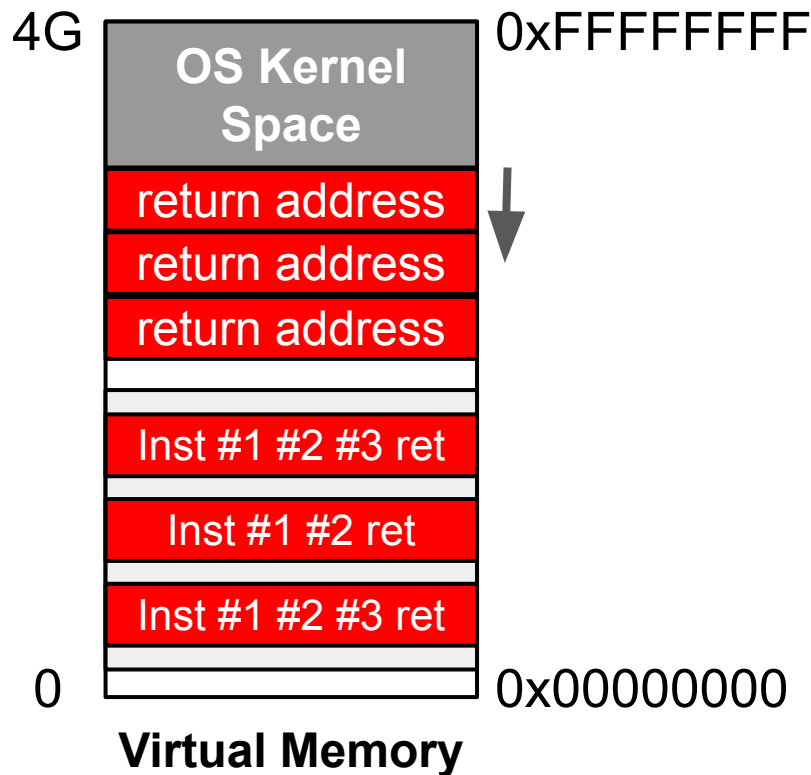 4G
0xFFFFFFFF
OS Kernel
Space
return address
return address
return address
Inst #1 #2 #3 ret
Inst #1 #2 ret
Inst #1 #2 #3 ret
0
0x00000000
Virtual Memory